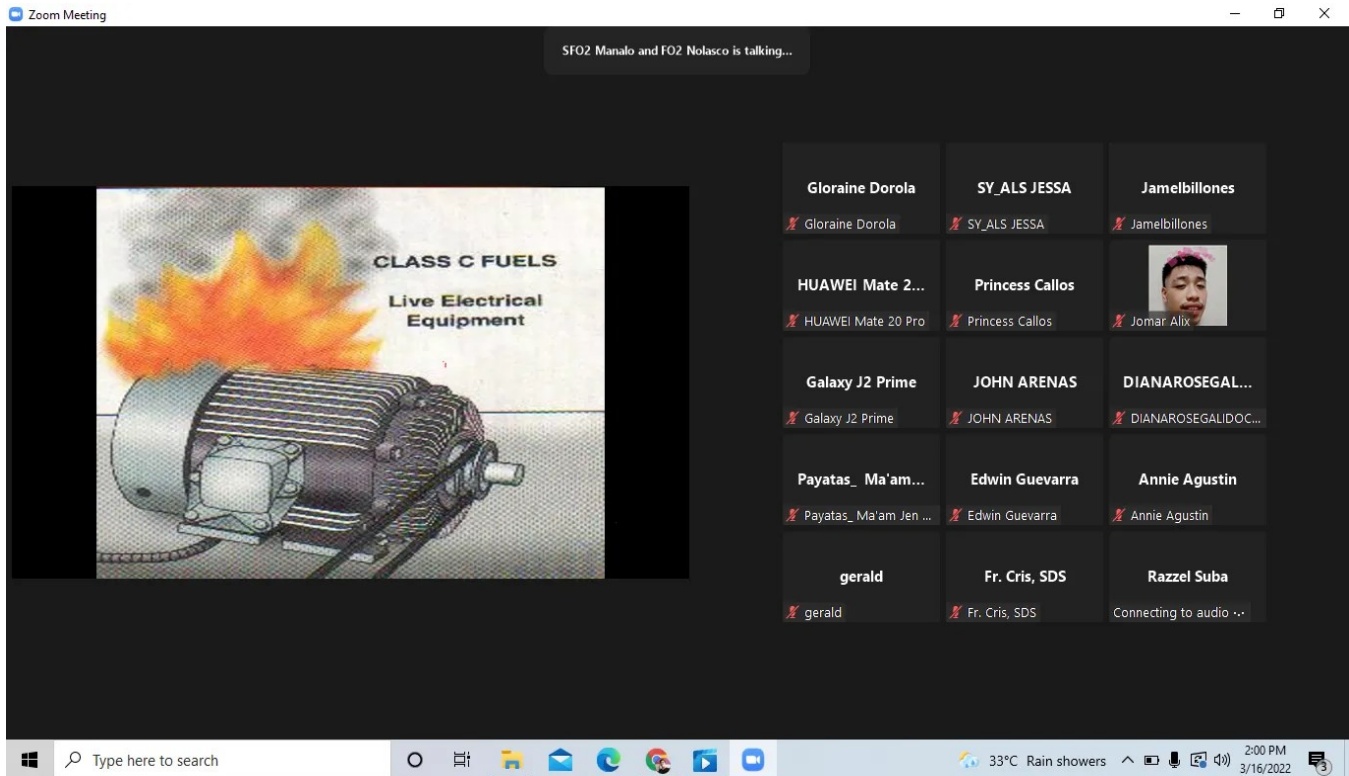 Zoom Meeting
SFO2 Manalo and FO2 Nolasco is talking...
CLASS C FUELS
Live Electrical
Equipment
Gloraine Dorola
Gloraine Dorola
SY_ALS JESSA
SY_ALS JESSA
Jamelbillones
Jamelbillones
HUAWEI Mate 2...
HUAWEI Mate 20 Pro
Princess Callos
Princess Callos
Jomar Alix
Galaxy J2 Prime
Galaxy J2 Prime
JOHN ARENAS
JOHN ARENAS
DIANAROSEGAL...
DIANAROSEGALIDOC...
Payatas_ Ma'am...
Payatas_ Ma'am Jen ...
Edwin Guevarra
Edwin Guevarra
Annie Agustin
Annie Agustin
gerald
gerald
Fr. Cris, SDS
Fr. Cris, SDS
Razzel Suba
Connecting to audio
Type here to search
33°C Rain showers
2:00 PM
3/16/2022
3